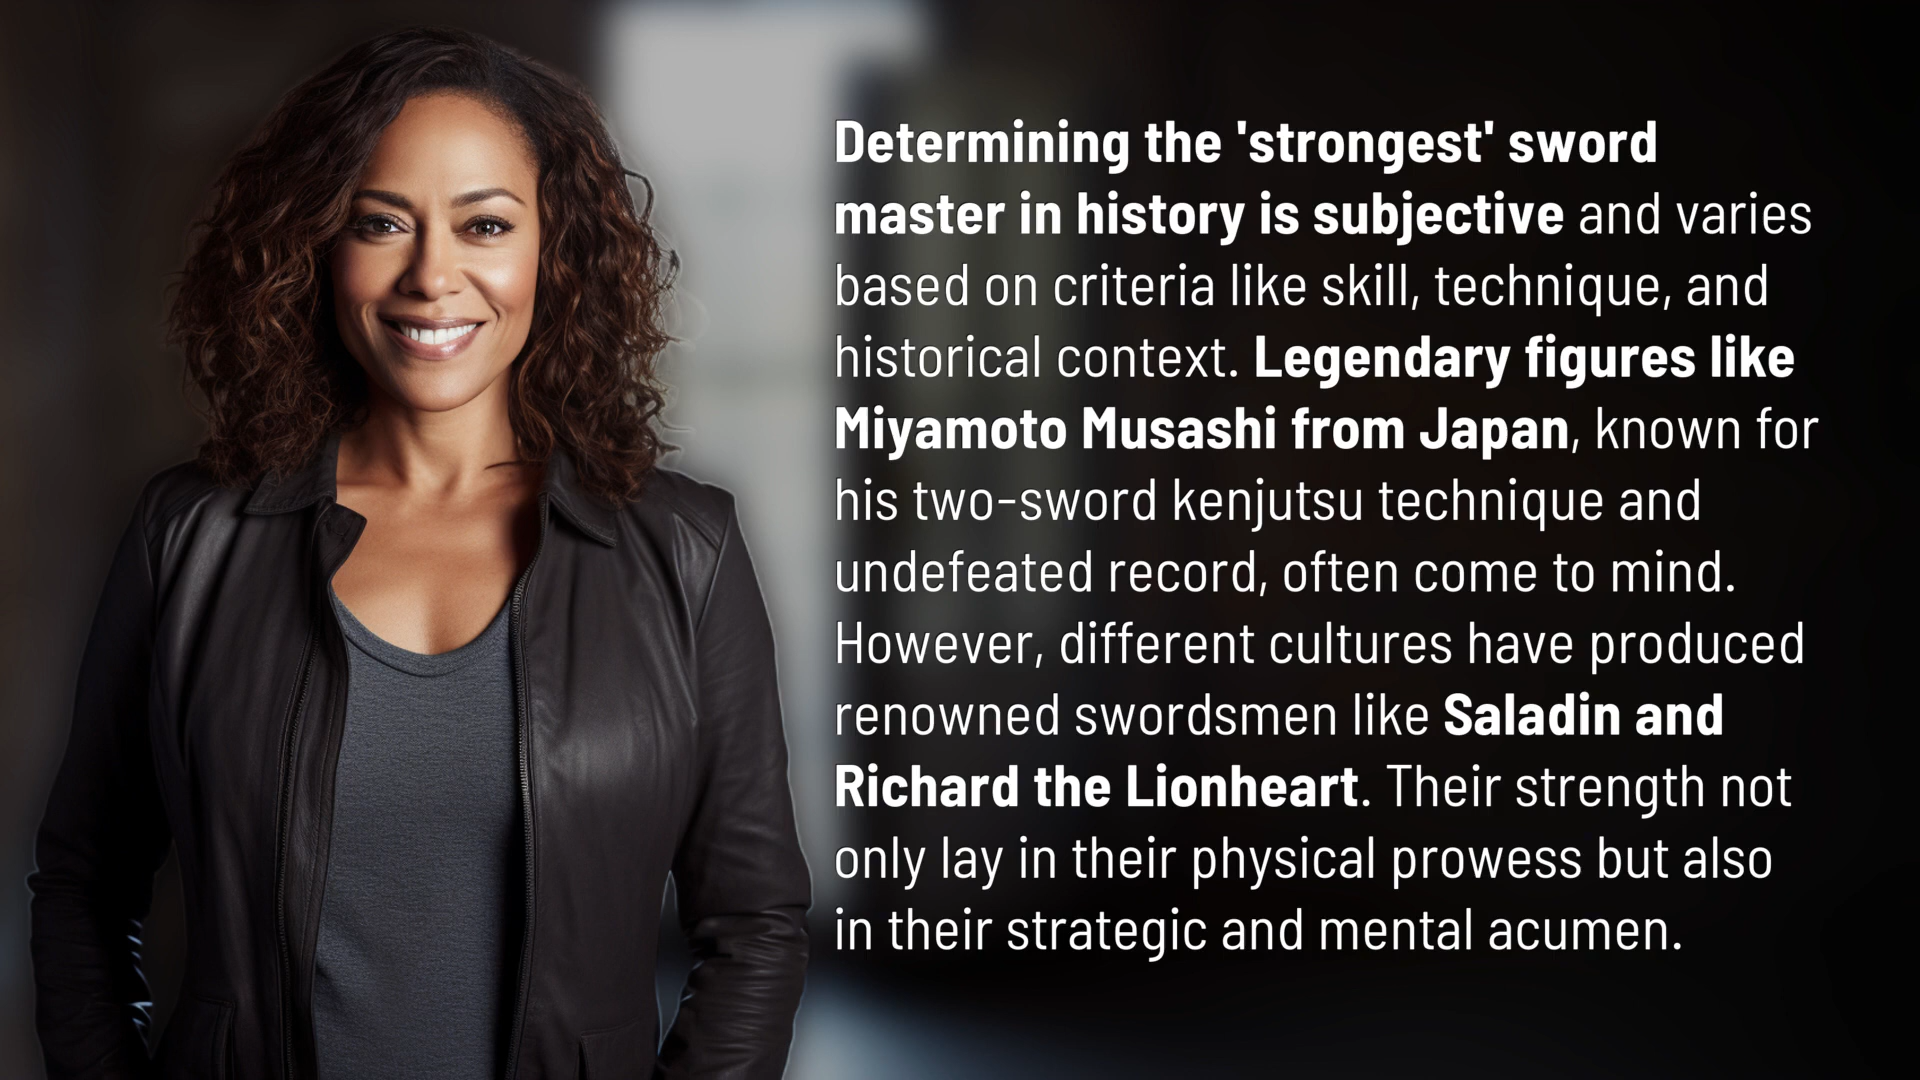 Determining the 'strongest' sword
master in history is subjective and varies
based on criteria like skill, technique, and
historical context. Legendary figures like
Miyamoto Musashi from Japan, known for
his two-sword kenjutsu technique and
undefeated record, often come to mind.
However, different cultures have produced
renowned swordsmen like Saladin and
Richard the Lionheart. Their strength not
only lay in their physical prowess but also
in their strategic and mental acumen.